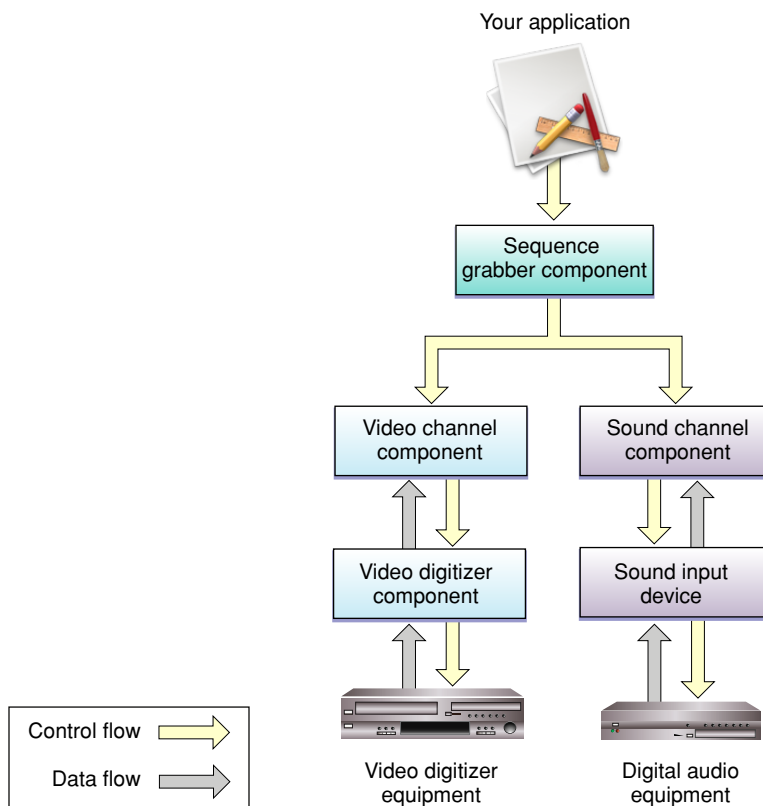 Your application
Sequence
grabber component
Video channel
component
Sound channel
component
Video digitizer
component
Sound input
device
Control flow
Data flow
Video digitizer
equipment
Digital audio
equipment